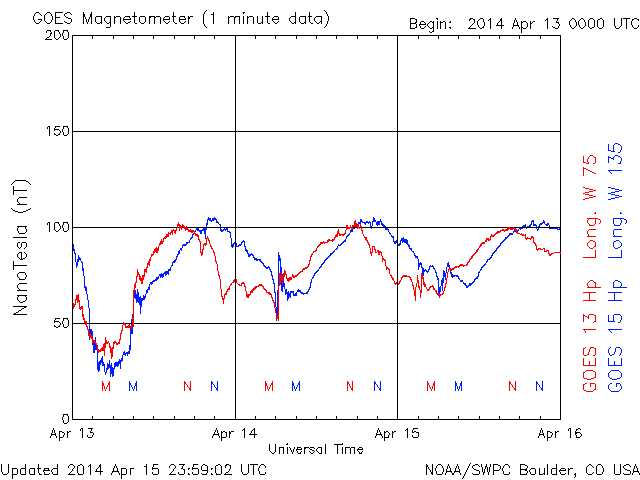 GOES Magnetometer (1 minute data)
Begin: 2014 Apr 13 0000 UTC
200
150
100
50
0
NanoTesla (nT)
M M N N M M N N M M N N
Apr 13 Apr 14 Apr 15 Apr 16
Universal Time
GOES 13 Hp Long. W 75
GOES 15 Hp Long. W 135
Updated 2014 Apr 15 23:59:02 UTC
NOAA/SWPC Boulder, CO USA